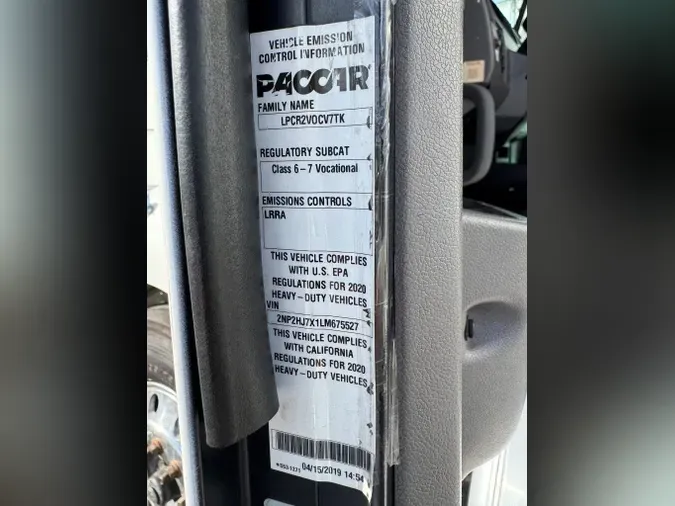 VEHICLE EMISSION
CONTROL INFORMATION
PACCAR
FAMILY NAME
LPCR2VOCV7TK
REGULATORY SUBCAT
Class 6-7 Vocational
EMISSIONS CONTROLS
LRRA
THIS VEHICLE COMPLIES
WITH U.S. EPA
REGULATIONS FOR 2020
HEAVY-DUTY VEHICLES
VIN
2NP2HJ7X1LM675527
THIS VEHICLE COMPLIES
WITH CALIFORNIA
REGULATIONS FOR 2020
HEAVY-DUTY VEHICLES
04/15/2019 14:54